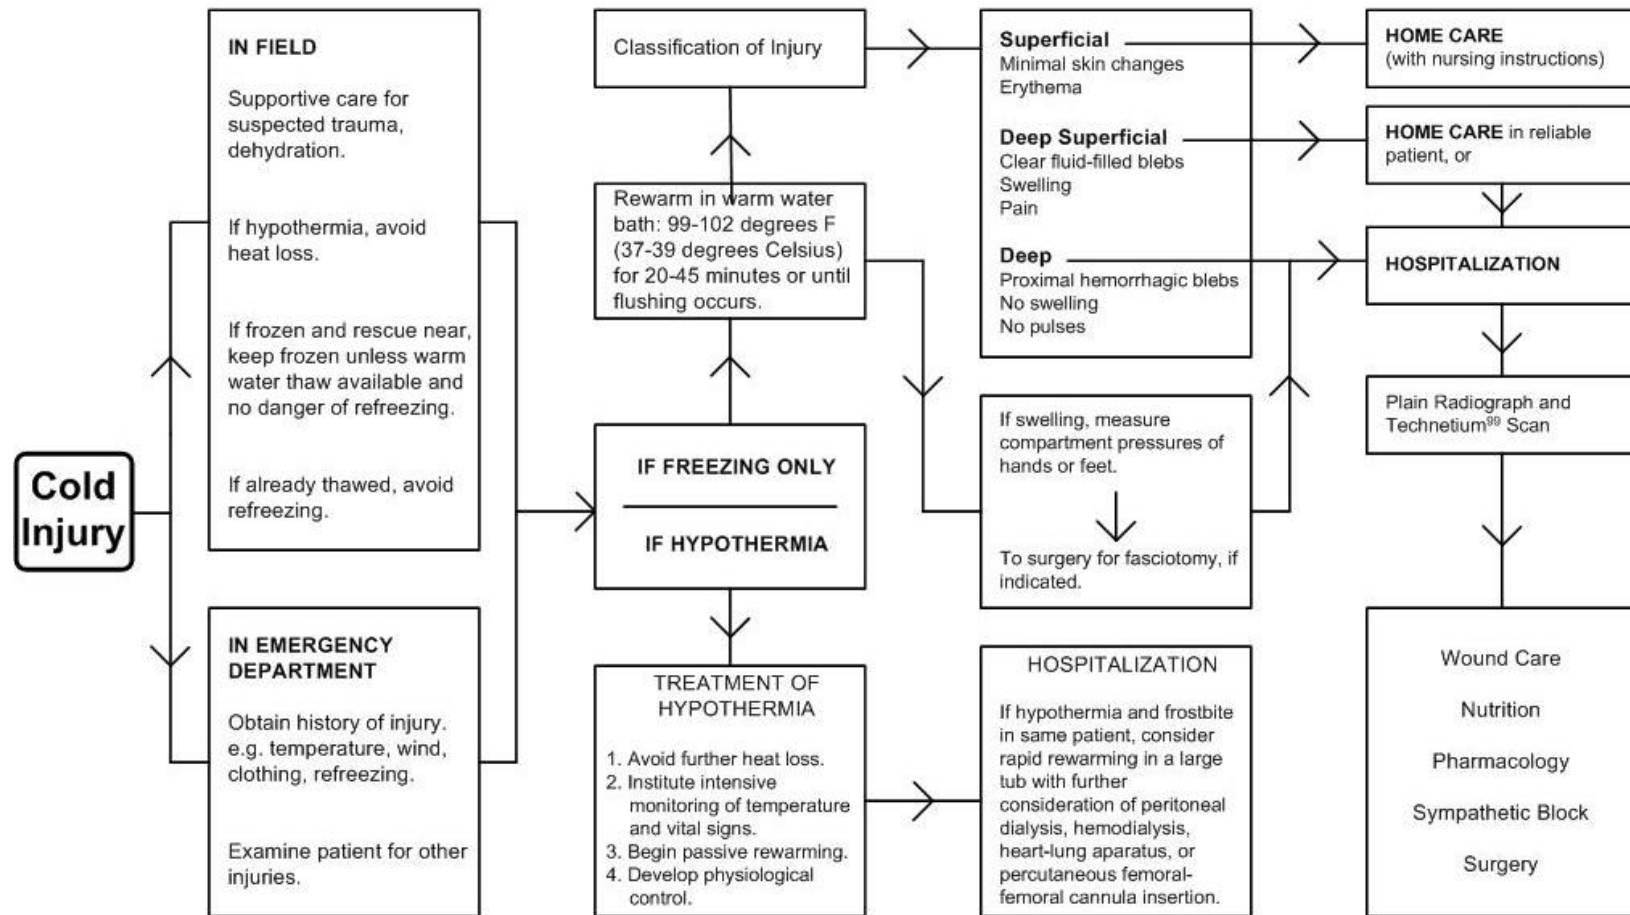 Cold
Injury
IN FIELD
Supportive care for
suspected trauma,
dehydration.
If hypothermia, avoid
heat loss.
If frozen and rescue near,
keep frozen unless warm
water thaw available and
no danger of refreezing.
If already thawed, avoid
refreezing.
IN EMERGENCY
DEPARTMENT
Obtain history of injury.
e.g. temperature, wind,
clothing, refreezing.
Examine patient for other
injuries.
Classification of Injury
Rewarm in warm water
bath: 99-102 degrees F
(37-39 degrees Celsius)
for 20-45 minutes or until
flushing occurs.
IF FREEZING ONLY
IF HYPOTHERMIA
TREATMENT OF
HYPOTHERMIA
1. Avoid further heat loss.
2. Institute intensive
monitoring of temperature
and vital signs.
3. Begin passive rewarming.
4. Develop physiological
control.
Superficial
Minimal skin changes
Erythema
Deep Superficial
Clear fluid-filled blebs
Swelling
Pain
Deep
Proximal hemorrhagic blebs
No swelling
No pulses
If swelling, measure
compartment pressures of
hands or feet.
To surgery for fasciotomy, if
indicated.
HOSPITALIZATION
If hypothermia and frostbite
in same patient, consider
rapid rewarming in a large
tub with further
consideration of peritoneal
dialysis, hemodialysis,
heart-lung apparatus, or
percutaneous femoral-
femoral cannula insertion.
HOME CARE
(with nursing instructions)
HOME CARE in reliable
patient, or
HOSPITALIZATION
Plain Radiograph and
Technetium⁹⁹ Scan
Wound Care
Nutrition
Pharmacology
Sympathetic Block
Surgery